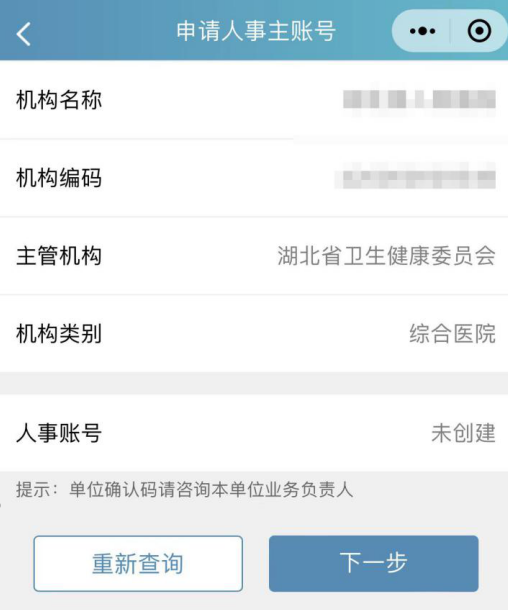 申请人事主账号
机构名称
机构编码
主管机构 湖北省卫生健康委员会
机构类别 综合医院
人事账号 未创建
提示：单位确认码请咨询本单位业务负责人
重新查询 下一步